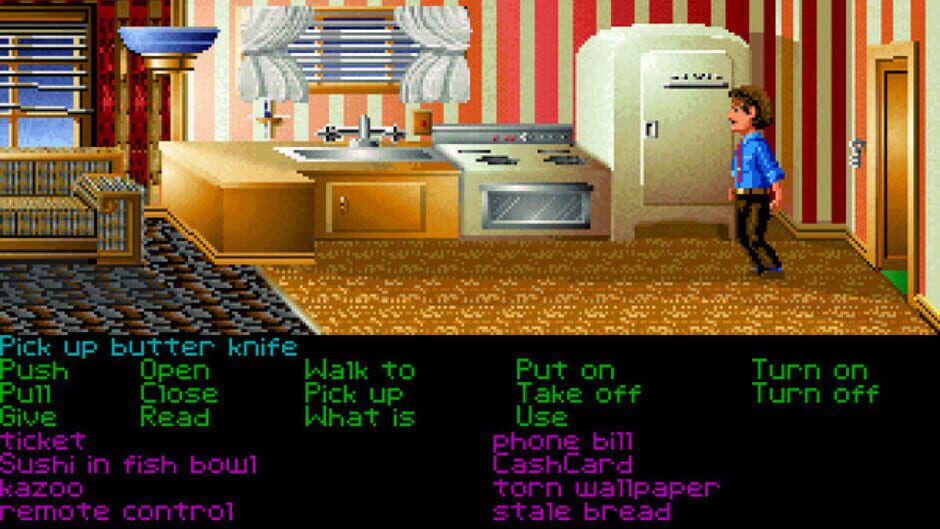 Pick up butter knife
Push Open Walk to Put on Turn on
Pull Close Pick up Take off Turn off
Give Read What is Use
ticket phone bill
Sushi in fish bowl CashCard
kazoo torn wallpaper
remote control stale bread